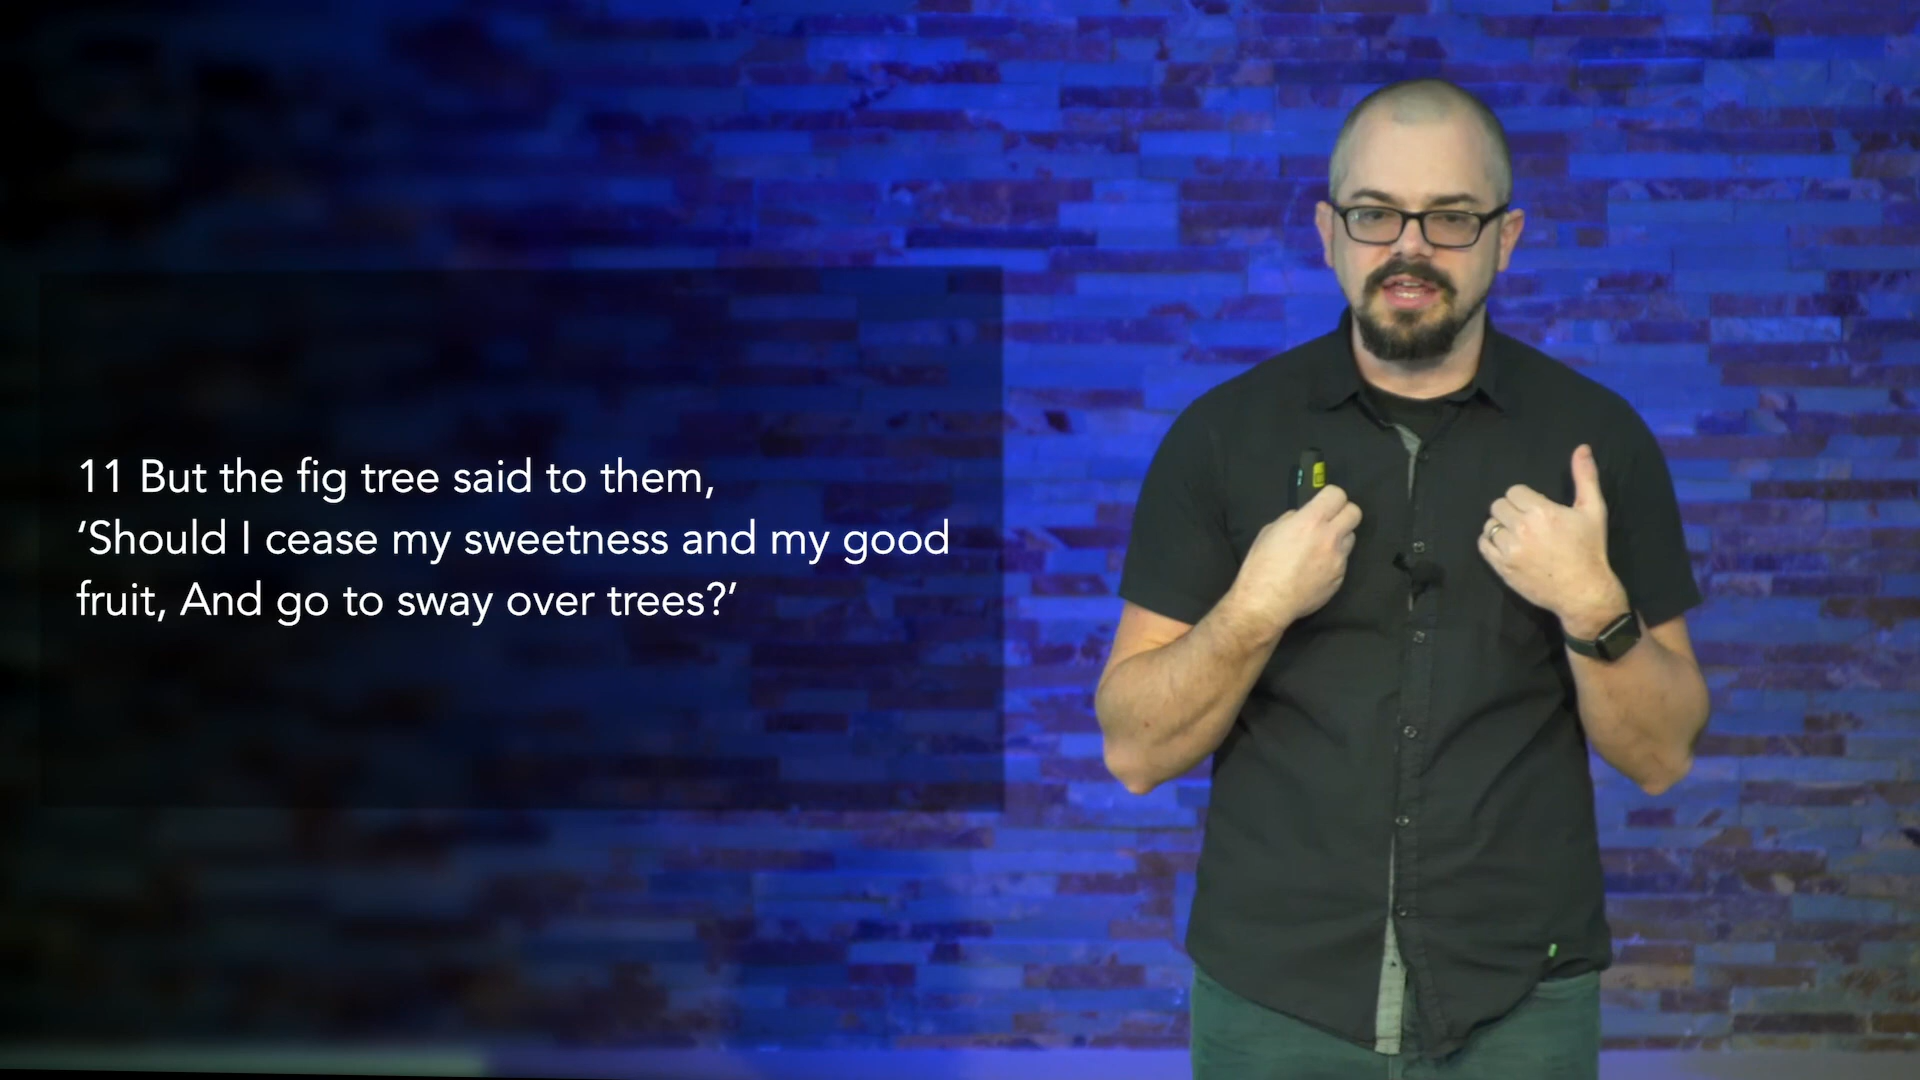 11 But the fig tree said to them,
‘Should I cease my sweetness and my good
fruit, And go to sway over trees?’